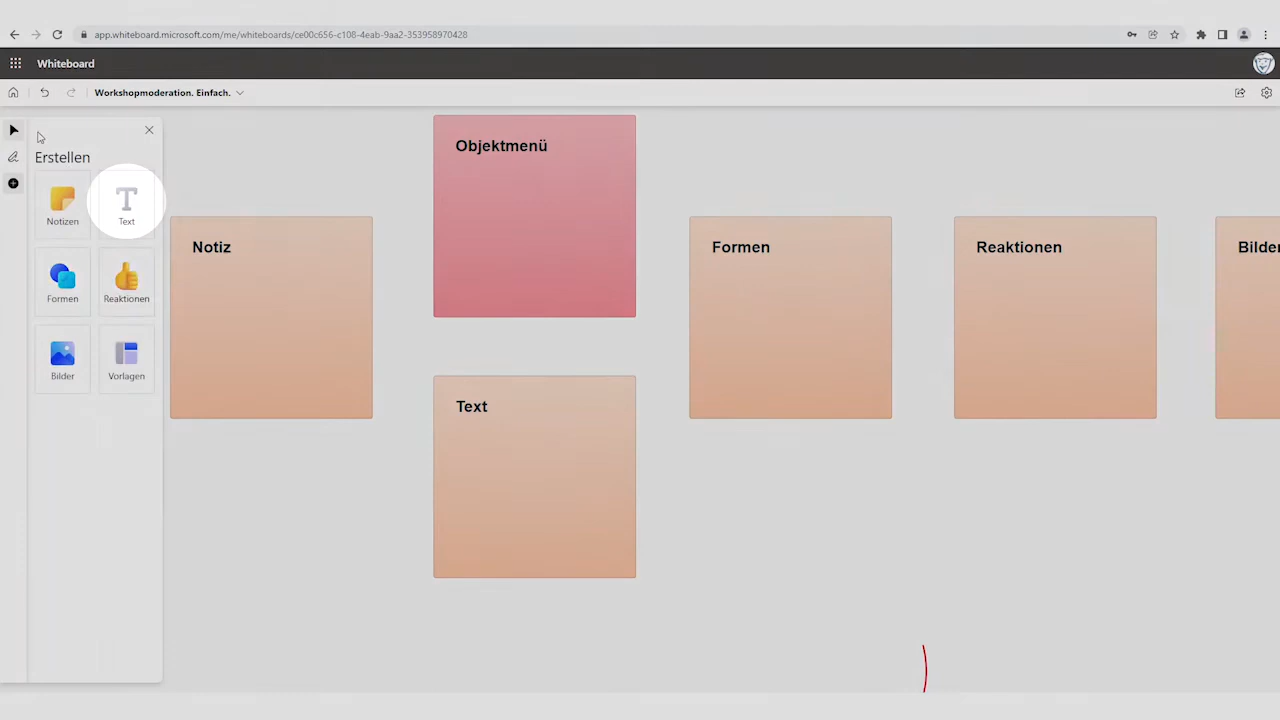 app.whiteboard.microsoft.com/me/whiteboards/ce00c656-c108-4eab-9aa2-353958970428
Whiteboard
Workshopmoderation. Einfach.
Erstellen
Notizen
Text
Formen
Reaktionen
Bilder
Vorlagen
Objektmenü
Notiz
Formen
Reaktionen
Bilder
Text